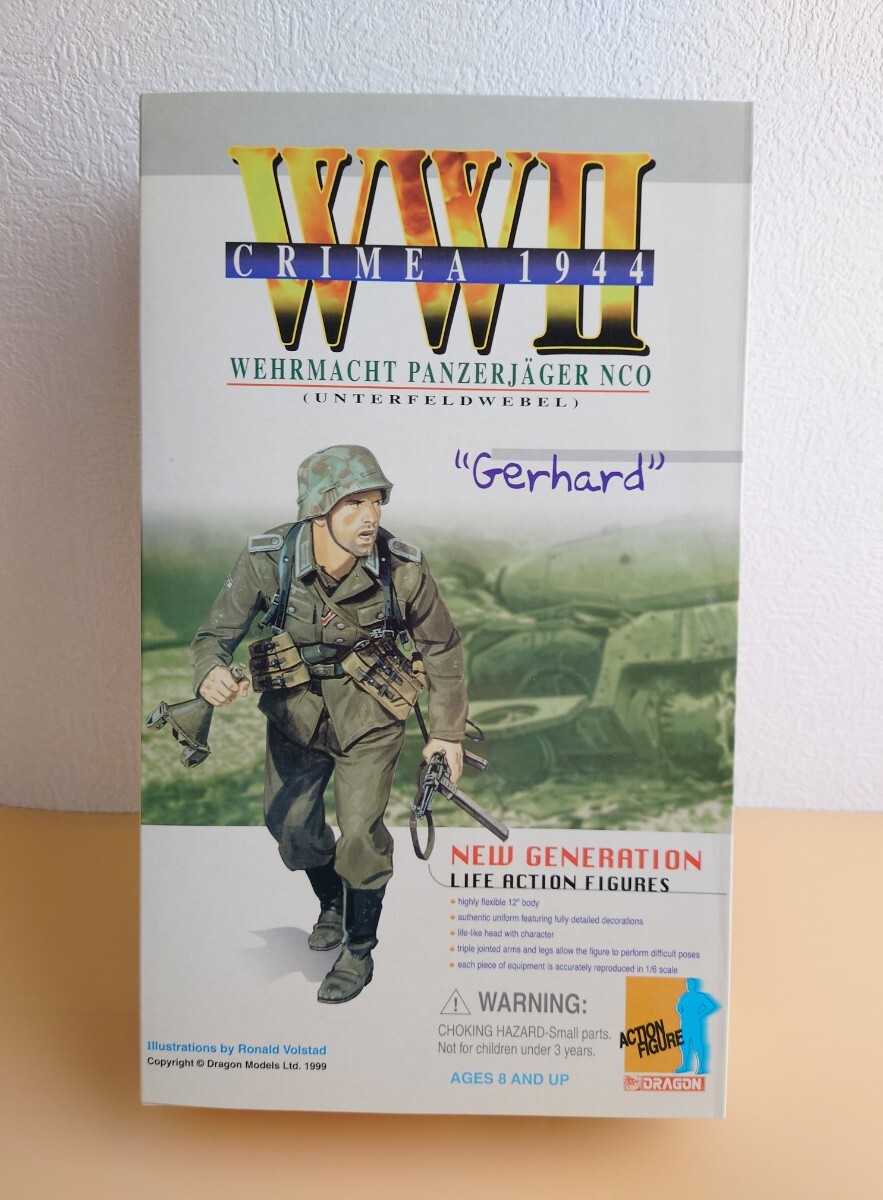 WWII
CRIMEA 1944
WEHRMACHT PANZERJÄGER NCO
(UNTERFELDWEBEL)
"Gerhard"
NEW GENERATION
LIFE ACTION FIGURES
highly flexible 12" body
authentic uniform featuring fully detailed decorations
life-like head with character
triple jointed arms and legs allow the figure to perform difficult poses
each piece of equipment is accurately reproduced in 1/6 scale
WARNING:
CHOKING HAZARD-Small parts.
Not for children under 3 years.
AGES 8 AND UP
ACTION
FIGURE
DRAGON
Illustrations by Ronald Volstad
Copyright © Dragon Models Ltd. 1999